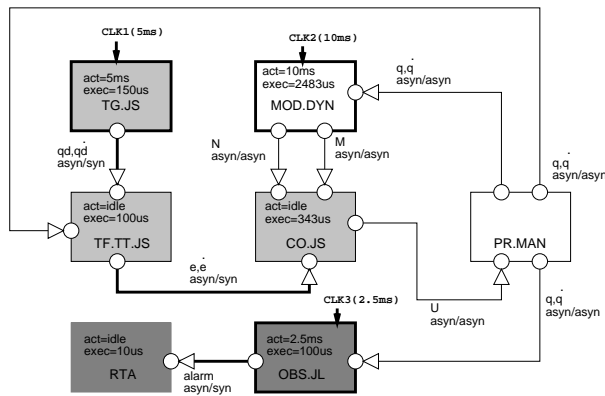 CLK1(5ms)
CLK2(10ms)
act=5ms
exec=150us
TG.JS
act=10ms
exec=2483us
MOD.DYN
q,q̇
asyn/asyn
qd,qḋ
asyn/syn
N
asyn/asyn
M
asyn/asyn
q,q̇
asyn/asyn
act=idle
exec=100us
TF.TT.JS
act=idle
exec=343us
CO.JS
PR.MAN
e,ė
asyn/syn
U
asyn/asyn
q,q̇
asyn/asyn
CLK3(2.5ms)
act=idle
exec=10us
RTA
alarm
asyn/syn
act=2.5ms
exec=100us
OBS.JL